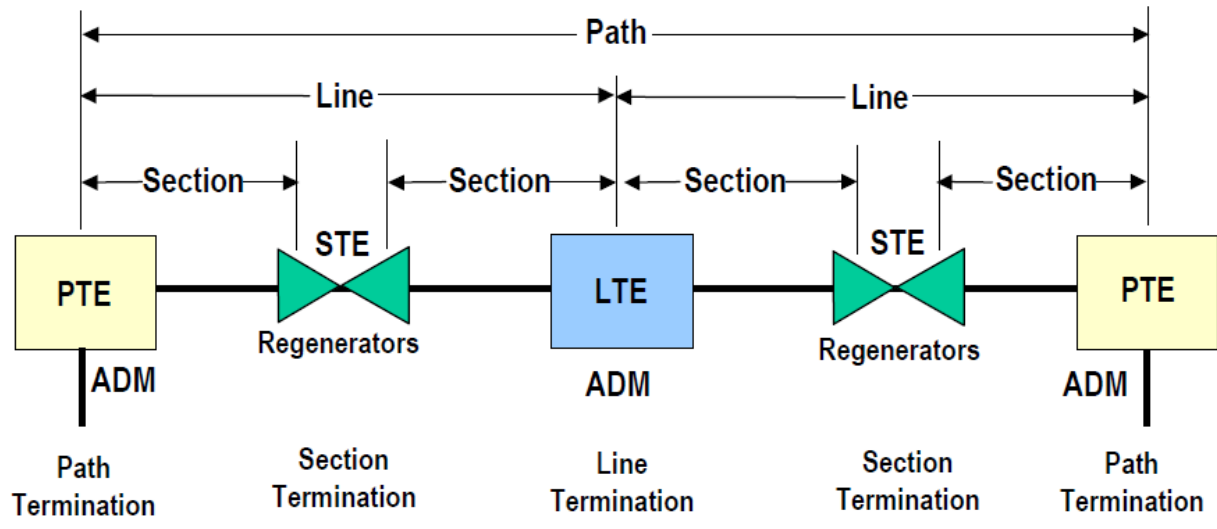 Path
Line Line
Section Section Section Section
STE STE
PTE LTE PTE
Regenerators Regenerators
ADM ADM ADM
Path Termination
Section Termination
Line Termination
Section Termination
Path Termination